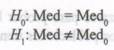 H₀: Med = Med₀
H₁: Med ≠ Med₀